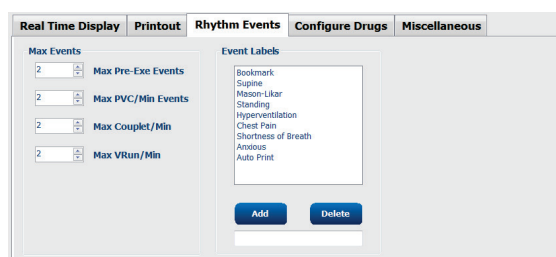 Real Time Display Printout Rhythm Events Configure Drugs Miscellaneous
Max Events
2 Max Pre-Exe Events
2 Max PVC/Min Events
2 Max Couplet/Min
2 Max VRun/Min
Event Labels
Bookmark
Supine
Mason-Likar
Standing
Hyperventilation
Chest Pain
Shortness of Breath
Anxious
Auto Print
Add Delete